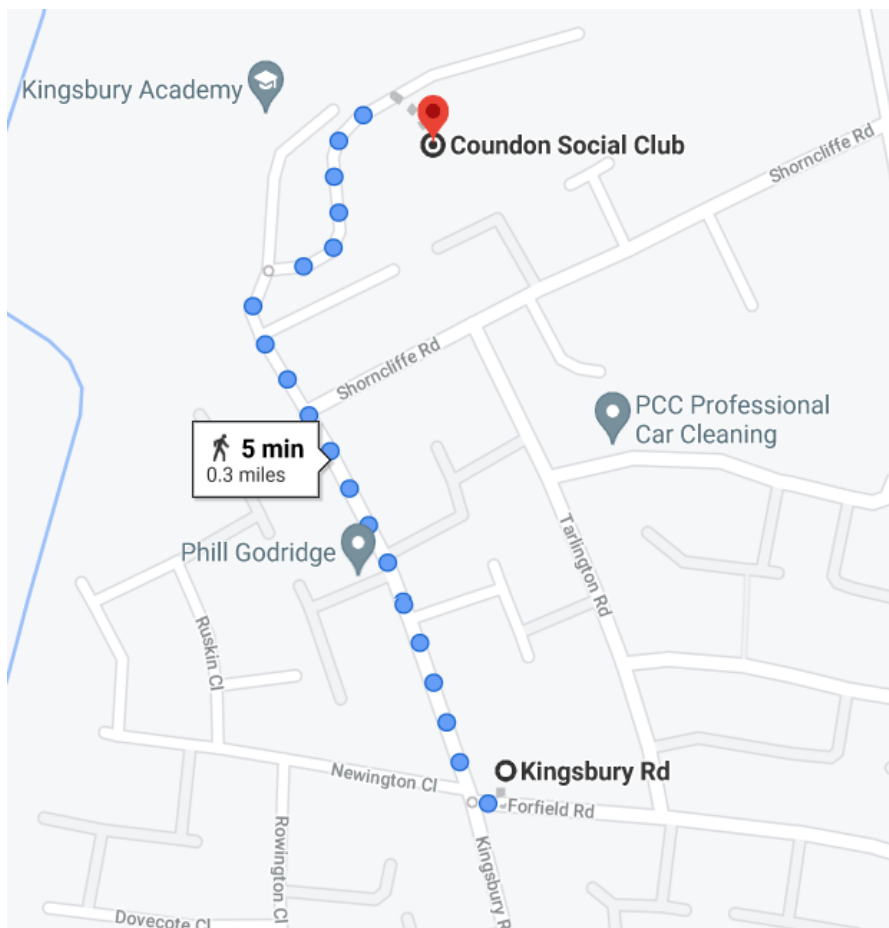 Kingsbury Academy
Coundon Social Club
Shorncliffe Rd
Shorncliffe Rd
PCC Professional
Car Cleaning
5 min
0.3 miles
Phill Godridge
Tarlington Rd
Ruskin Cl
Kingsbury Rd
Newington Cl
Forfield Rd
Rowington Cl
Kingsbury R
Dovecote Cl